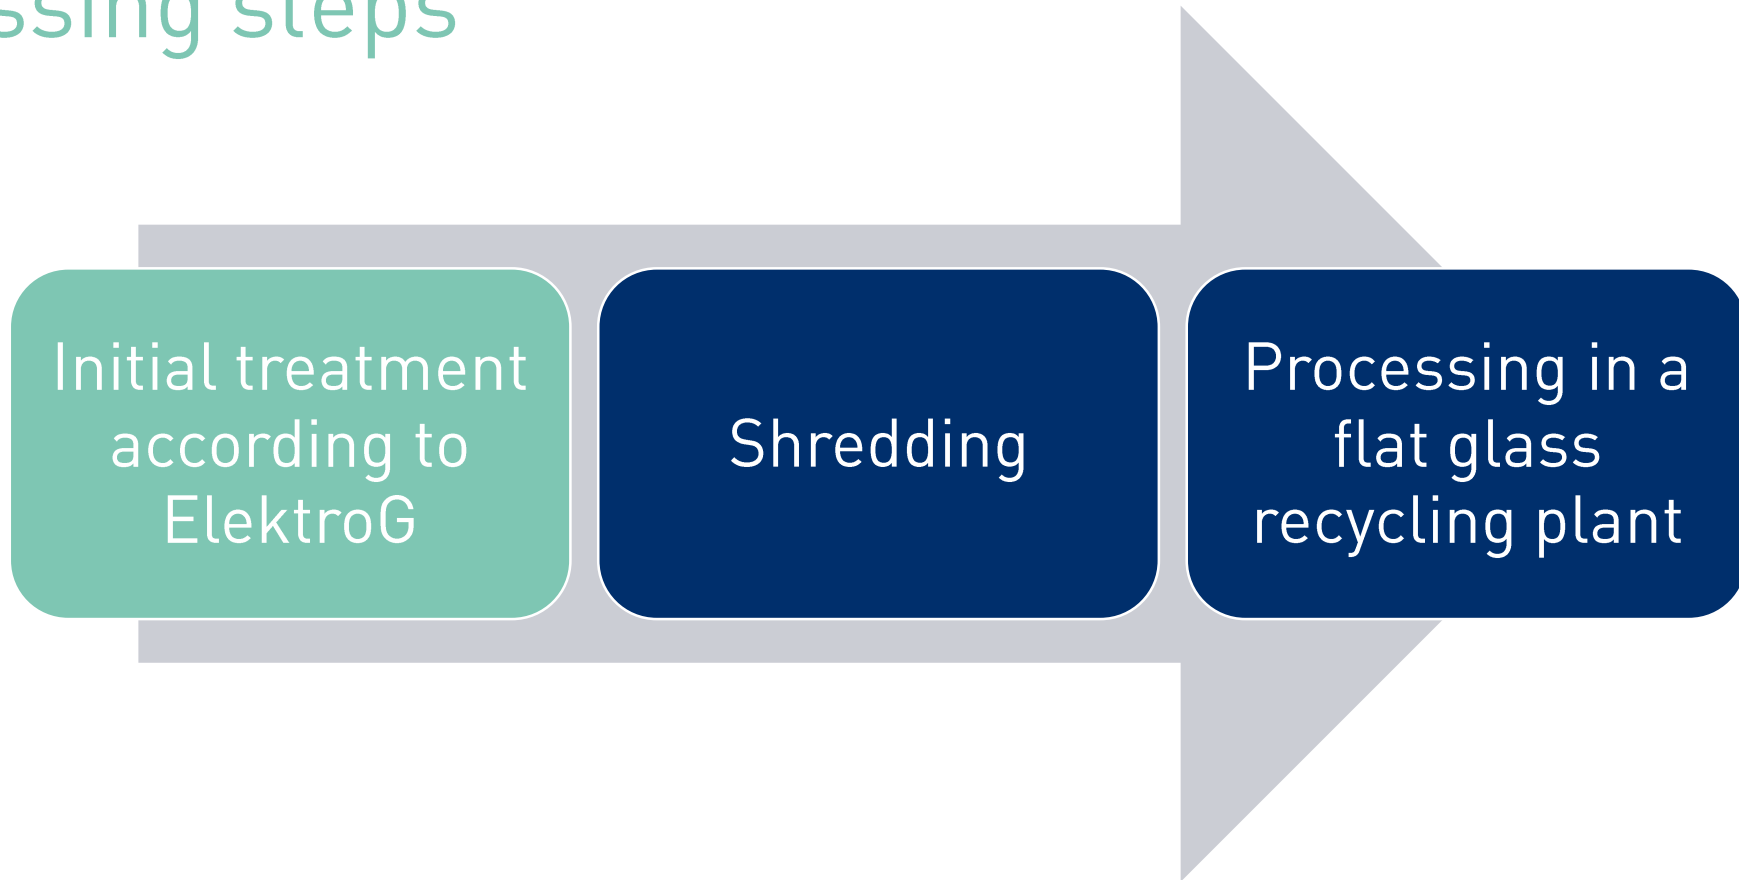 ssing steps
Initial treatment
according to
ElektroG
Shredding
Processing in a
flat glass
recycling plant